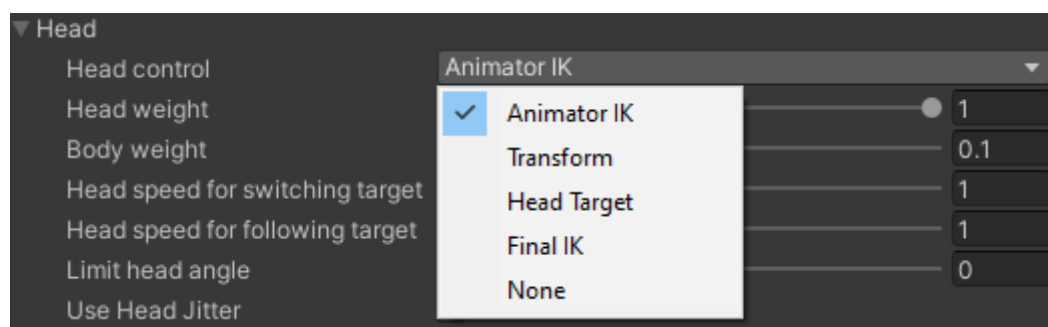 Head
Head control Animator IK
Head weight Animator IK 1
Body weight Transform 0.1
Head speed for switching target Head Target 1
Head speed for following target Final IK 1
Limit head angle None 0
Use Head Jitter